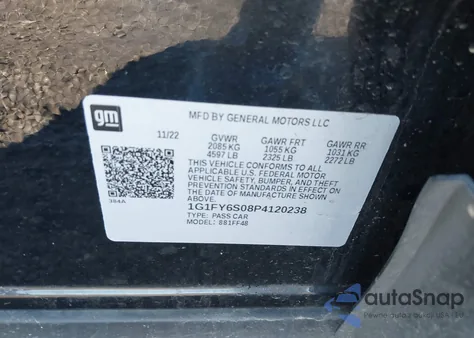 gm
MFD BY GENERAL MOTORS LLC
11/22 GVWR GAWR FRT GAWR RR
2085 KG 1055 KG 1031 KG
4597 LB 2325 LB 2272 LB
THIS VEHICLE CONFORMS TO ALL
APPLICABLE U.S. FEDERAL MOTOR
VEHICLE SAFETY, BUMPER, AND THEFT
PREVENTION STANDARDS IN EFFECT
ON THE DATE OF MANUFACTURE SHOWN
ABOVE.
384A
1G1FY6S08P4120238
TYPE: PASS CAR
MODEL: 881FF48
autaSnap